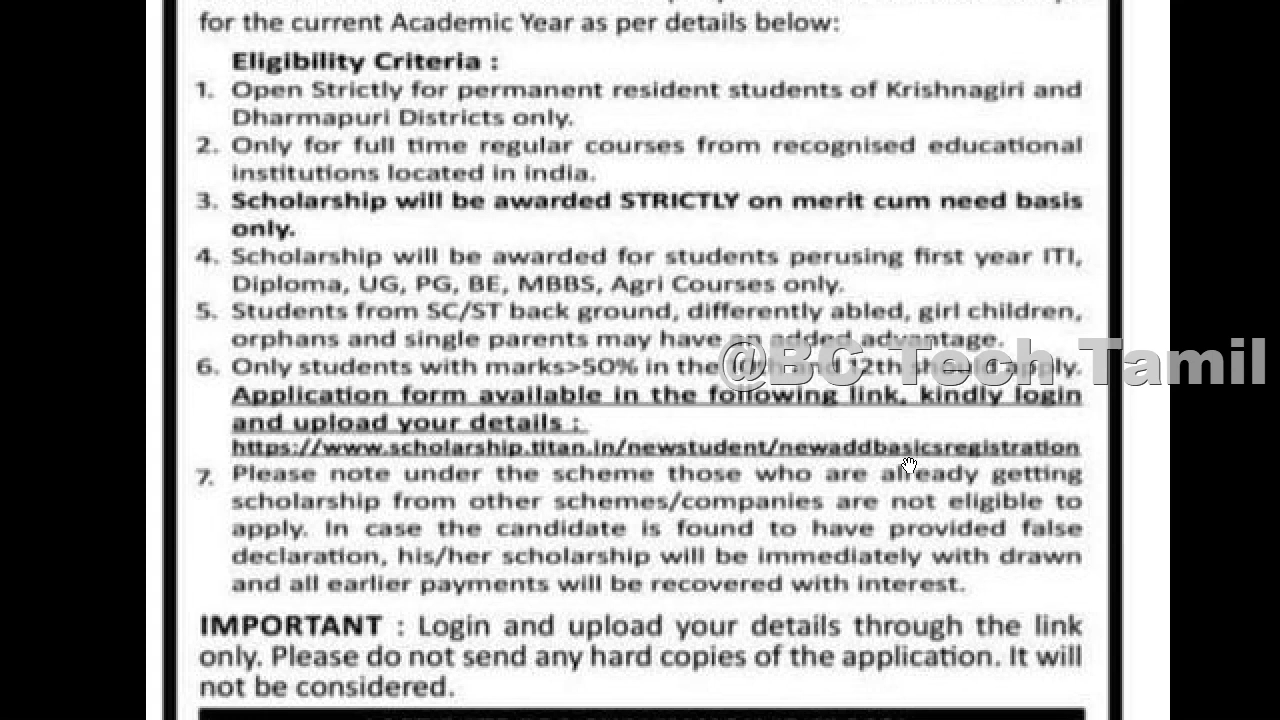 for the current Academic Year as per details below:
Eligibility Criteria :
1. Open Strictly for permanent resident students of Krishnagiri and
Dharmapuri Districts only.
2. Only for full time regular courses from recognised educational
institutions located in india.
3. Scholarship will be awarded STRICTLY on merit cum need basis
only.
4. Scholarship will be awarded for students perusing first year ITI,
Diploma, UG, PG, BE, MBBS, Agri Courses only.
5. Students from SC/ST back ground, differently abled, girl children,
orphans and single parents may have an added advantage.
6. Only students with marks>50% in the 10th and 12th should apply.
@BC Tech Tamil
Application form available in the following link, kindly login
and upload your details :
https://www.scholarship.titan.in/newstudent/newaddbasicsregistration
7. Please note under the scheme those who are already getting
scholarship from other schemes/companies are not eligible to
apply. In case the candidate is found to have provided false
declaration, his/her scholarship will be immediately with drawn
and all earlier payments will be recovered with interest.
IMPORTANT : Login and upload your details through the link
only. Please do not send any hard copies of the application. It will
not be considered.